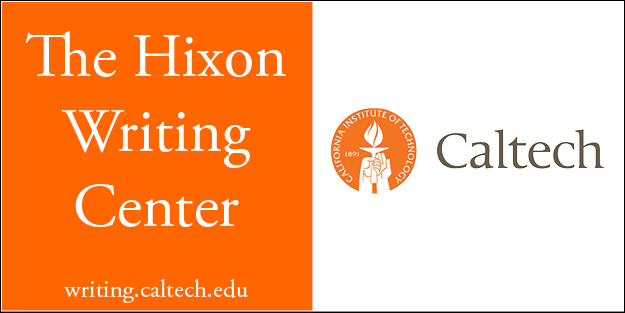 The Hixon
Writing
Center
writing.caltech.edu
CALIFORNIA INSTITUTE OF TECHNOLOGY
1891
Caltech